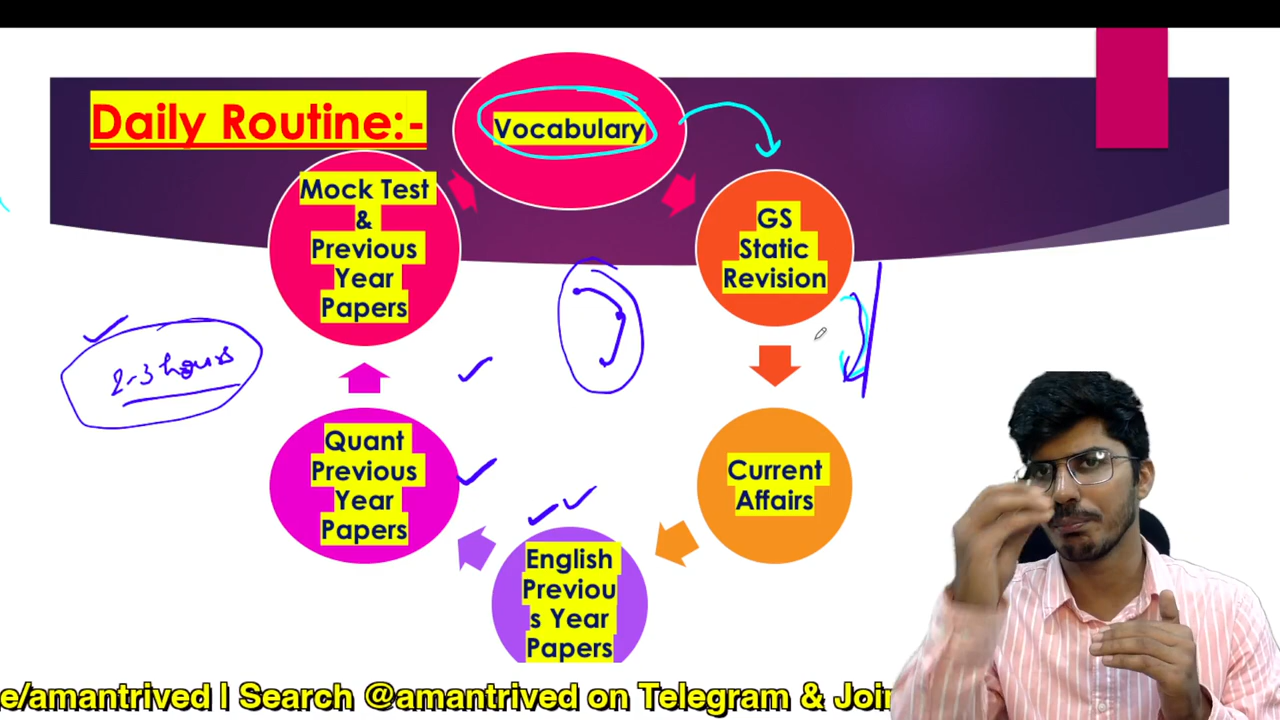 Daily Routine:-
Vocabulary
Mock Test
&
Previous
Year
Papers
GS
Static
Revision
2-3 hours
Quant
Previous
Year
Papers
Current
Affairs
English
Previou
s Year
Papers
e/amantrived | Search @amantrived on Telegram & Join